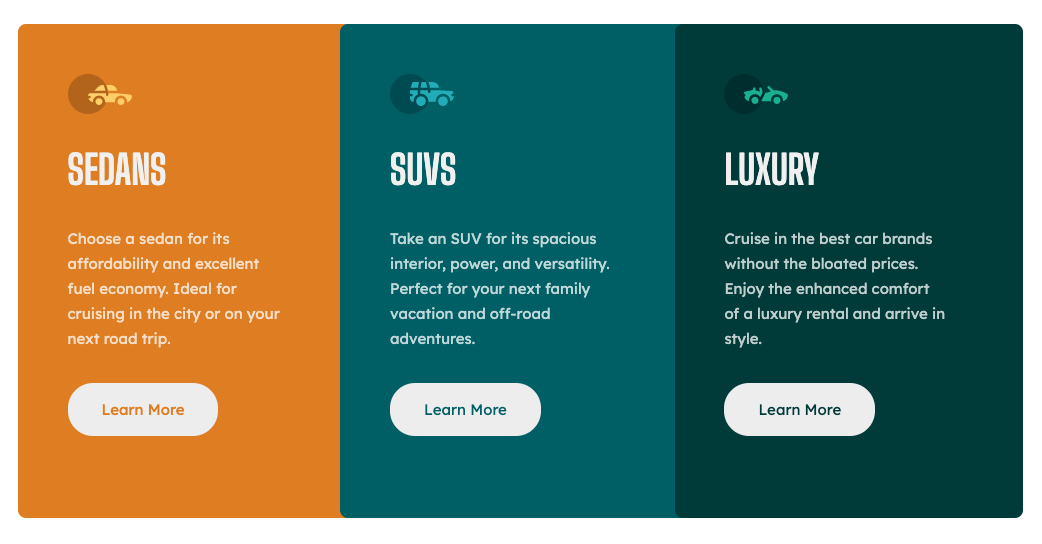 SEDANS
Choose a sedan for its
affordability and excellent
fuel economy. Ideal for
cruising in the city or on your
next road trip.
Learn More
SUVS
Take an SUV for its spacious
interior, power, and versatility.
Perfect for your next family
vacation and off-road
adventures.
Learn More
LUXURY
Cruise in the best car brands
without the bloated prices.
Enjoy the enhanced comfort
of a luxury rental and arrive in
style.
Learn More